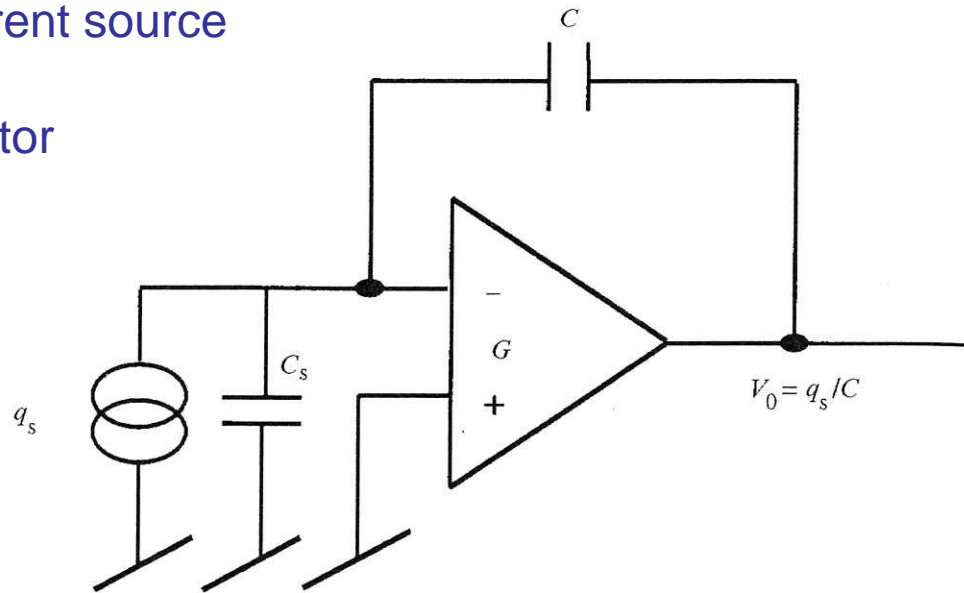 rent source
C
tor
−
C_s
G
q_s
+
V_0 = q_s/C